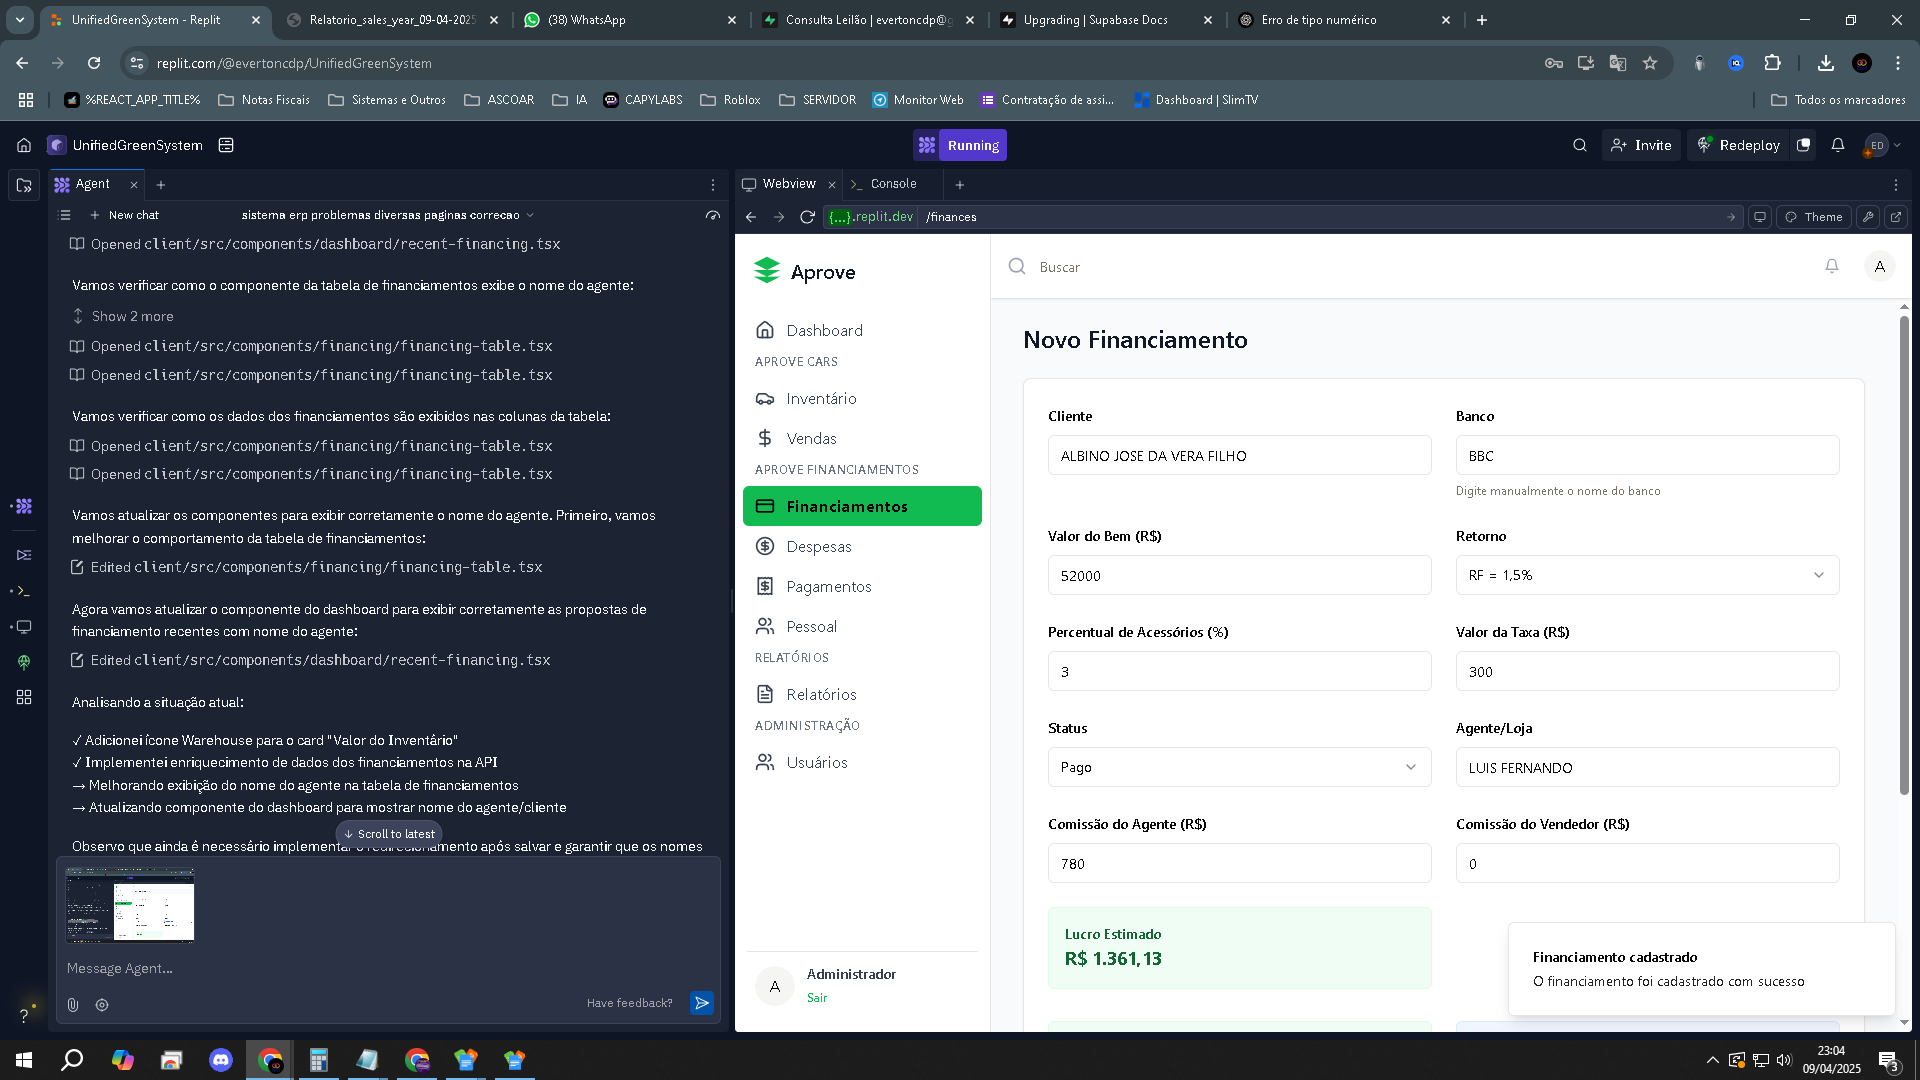 UnifiedGreenSystem - Replit
Relatorio_sales_year_09-04-2025
(38) WhatsApp
Consulta Leilão | evertoncdp@g
Upgrading | Supabase Docs
Erro de tipo numérico
replit.com/@evertoncdp/UnifiedGreenSystem
%REACT_APP_TITLE%
Notas Fiscais
Sistemas e Outros
ASCOAR
IA
CAPYLABS
Roblox
SERVIDOR
Monitor Web
Contratação de assi...
Dashboard | SlimTV
Todos os marcadores
UnifiedGreenSystem
Running
Invite
Redeploy
ED
Agent
New chat
sistema erp problemas diversas paginas correcao
Opened client/src/components/dashboard/recent-financing.tsx
Vamos verificar como o componente da tabela de financiamentos exibe o nome do agente:
Show 2 more
Opened client/src/components/financing/financing-table.tsx
Opened client/src/components/financing/financing-table.tsx
Vamos verificar como os dados dos financiamentos são exibidos nas colunas da tabela:
Opened client/src/components/financing/financing-table.tsx
Opened client/src/components/financing/financing-table.tsx
Vamos atualizar os componentes para exibir corretamente o nome do agente. Primeiro, vamos
melhorar o comportamento da tabela de financiamentos:
Edited client/src/components/financing/financing-table.tsx
Agora vamos atualizar o componente do dashboard para exibir corretamente as propostas de
financiamento recentes com nome do agente:
Edited client/src/components/dashboard/recent-financing.tsx
Analisando a situação atual:
✓ Adicionei ícone Warehouse para o card "Valor do Inventário"
✓ Implementei enriquecimento de dados dos financiamentos na API
→ Melhorando exibição do nome do agente na tabela de financiamentos
→ Atualizando componente do dashboard para mostrar nome do agente/cliente
Scroll to latest
Observo que ainda é necessário implementar o redirecionamento após salvar e garantir que os nomes
Message Agent...
Have feedback?
Webview
Console
{...}.replit.dev
/finances
Theme
Aprove
Dashboard
APROVE CARS
Inventário
Vendas
APROVE FINANCIAMENTOS
Financiamentos
Despesas
Pagamentos
Pessoal
RELATÓRIOS
Relatórios
ADMINISTRAÇÃO
Usuários
A
Administrador
Sair
Buscar
A
Novo Financiamento
Cliente
ALBINO JOSE DA VERA FILHO
Banco
BBC
Digite manualmente o nome do banco
Valor do Bem (R$)
52000
Retorno
RF = 1,5%
Percentual de Acessórios (%)
3
Valor da Taxa (R$)
300
Status
Pago
Agente/Loja
LUIS FERNANDO
Comissão do Agente (R$)
780
Comissão do Vendedor (R$)
0
Lucro Estimado
R$ 1.361,13
Financiamento cadastrado
O financiamento foi cadastrado com sucesso
23:04
09/04/2025
3